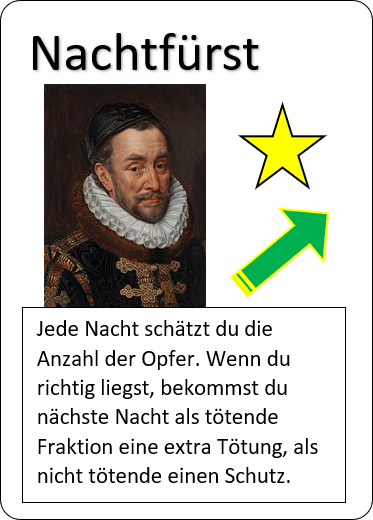 Nachtfürst
Jede Nacht schätzt du die
Anzahl der Opfer. Wenn du
richtig liegst, bekommst du
nächste Nacht als tötende
Fraktion eine extra Tötung, als
nicht tötende einen Schutz.